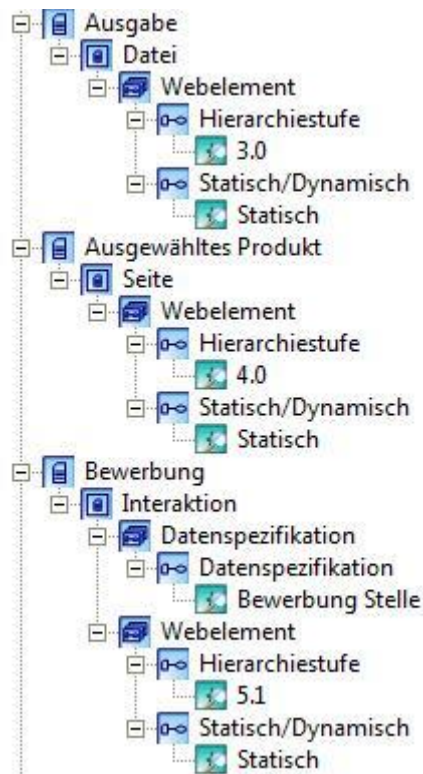 Ausgabe
Datei
Webelement
Hierarchiestufe
3.0
Statisch/Dynamisch
Statisch
Ausgewähltes Produkt
Seite
Webelement
Hierarchiestufe
4.0
Statisch/Dynamisch
Statisch
Bewerbung
Interaktion
Datenspezifikation
Datenspezifikation
Bewerbung Stelle
Webelement
Hierarchiestufe
5.1
Statisch/Dynamisch
Statisch